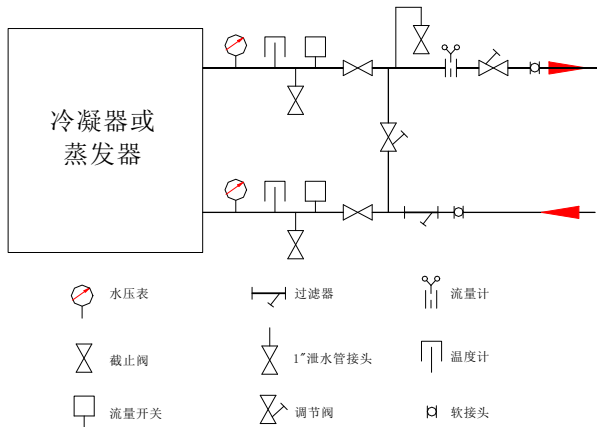 冷凝器或
蒸发器
水压表
过滤器
流量计
截止阀
1"泄水管接头
温度计
流量开关
调节阀
软接头